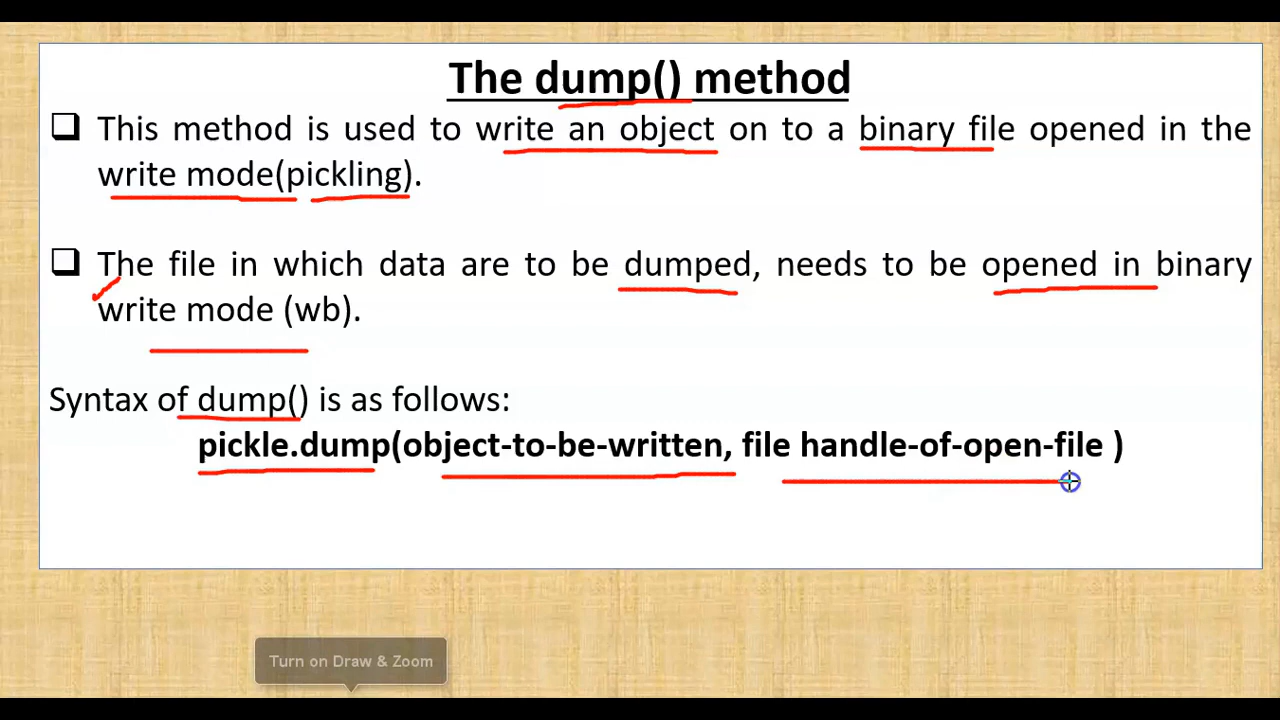 The dump() method
This method is used to write an object on to a binary file opened in the
write mode(pickling).
The file in which data are to be dumped, needs to be opened in binary
write mode (wb).
Syntax of dump() is as follows:
pickle.dump(object-to-be-written, file handle-of-open-file )
Turn on Draw & Zoom